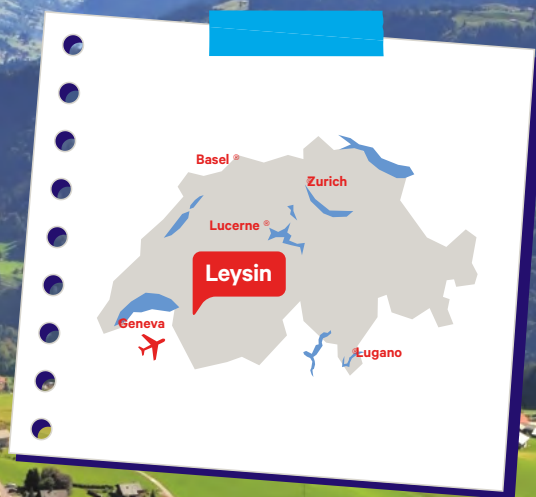 Basel
Zurich
Lucerne
Leysin
Geneva
Lugano